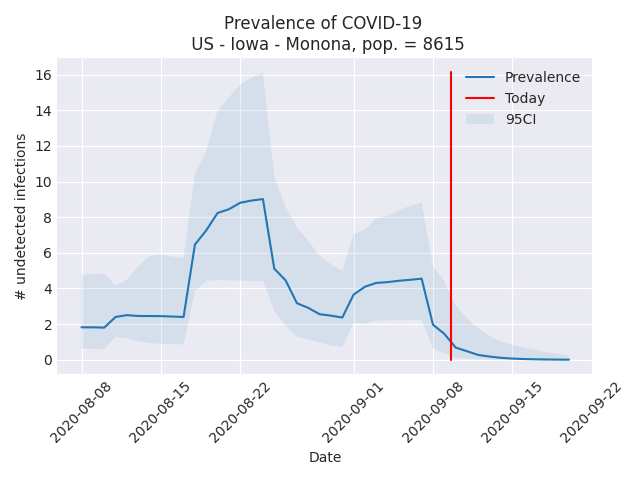 Prevalence of COVID-19
US - Iowa - Monona, pop. = 8615
# undetected infections
16
14
12
10
8
6
4
2
0
Prevalence
Today
95CI
2020-08-08
2020-08-15
2020-08-22
2020-09-01
2020-09-08
2020-09-15
2020-09-22
Date